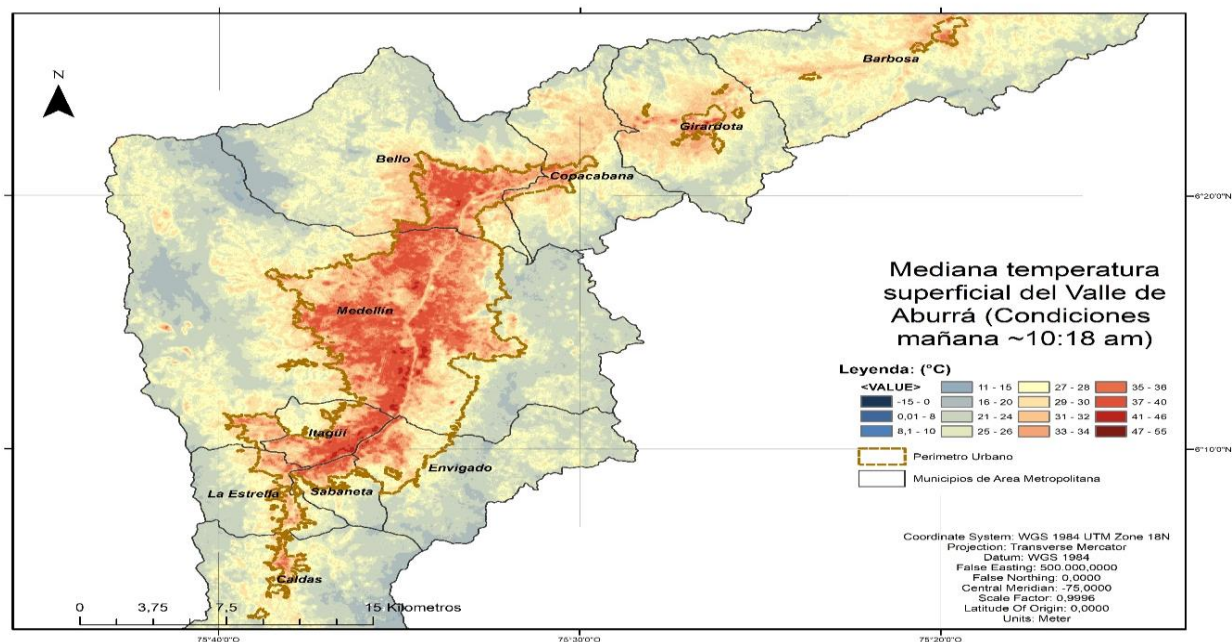 N
Barbosa
Girardota
Bello
Copacabana
6°20'0"N
Medellín
Itagüí
Envigado
6°10'0"N
La Estrella
Sabaneta
Caldas
Mediana temperatura
superficial del Valle de
Aburrá (Condiciones
mañana ~10:18 am)
Leyenda: (°C)
<VALUE>
-15 - 0
0,01 - 8
8,1 - 10
11 - 15
16 - 20
21 - 24
25 - 26
27 - 28
29 - 30
31 - 32
33 - 34
35 - 36
37 - 40
41 - 46
47 - 55
Perimetro Urbano
Municipios de Area Metropolitana
Coordinate System: WGS 1984 UTM Zone 18N
Projection: Transverse Mercator
Datum: WGS 1984
False Easting: 500.000,0000
False Northing: 0,0000
Central Meridian: -75,0000
Scale Factor: 0,9996
Latitude Of Origin: 0,0000
Units: Meter
0 3,75 7,5 15 Kilometros
75°40'0"O
75°20'0"O